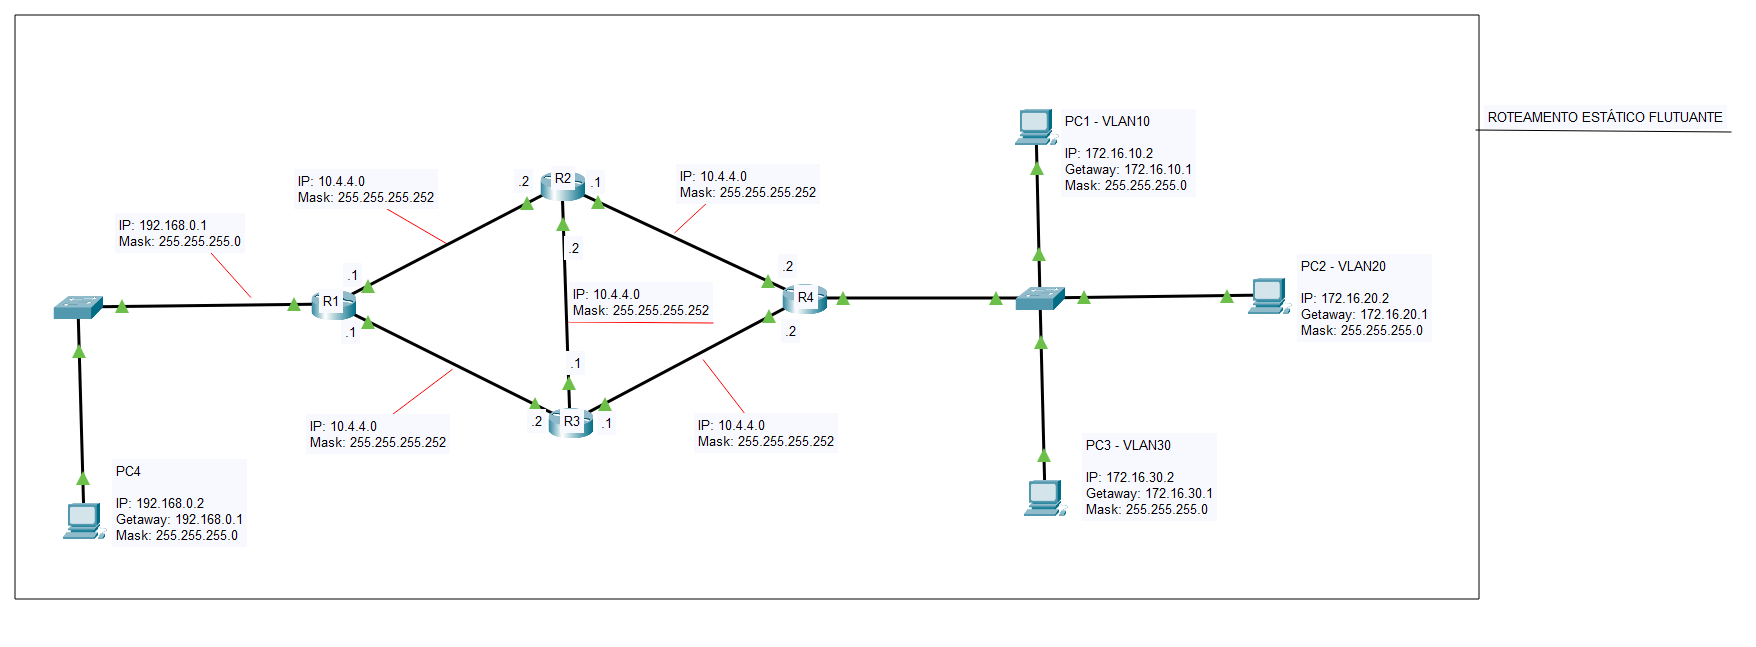 ROTEAMENTO ESTÁTICO FLUTUANTE
IP: 192.168.0.1
Mask: 255.255.255.0
IP: 10.4.4.0
Mask: 255.255.255.252
.2
R2
.1
IP: 10.4.4.0
Mask: 255.255.255.252
.2
.1
R1
.1
IP: 10.4.4.0
Mask: 255.255.255.252
.2
R4
.2
.1
IP: 10.4.4.0
Mask: 255.255.255.252
.2
R3
.1
IP: 10.4.4.0
Mask: 255.255.255.252
PC4
IP: 192.168.0.2
Getaway: 192.168.0.1
Mask: 255.255.255.0
PC1 - VLAN10
IP: 172.16.10.2
Getaway: 172.16.10.1
Mask: 255.255.255.0
PC2 - VLAN20
IP: 172.16.20.2
Getaway: 172.16.20.1
Mask: 255.255.255.0
PC3 - VLAN30
IP: 172.16.30.2
Getaway: 172.16.30.1
Mask: 255.255.255.0